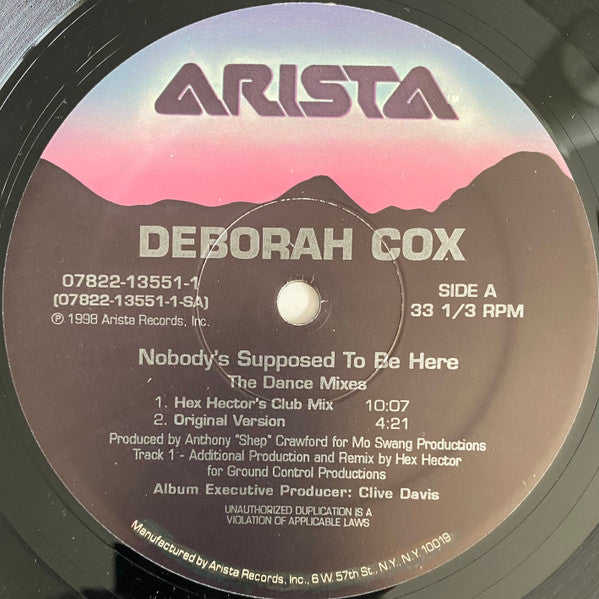 ARISTA
TM
DEBORAH COX
07822-13551-1
(07822-13551-1-SA)
℗ 1998 Arista Records, Inc.
SIDE A
33 1/3 RPM
Nobody's Supposed To Be Here
The Dance Mixes
1. Hex Hector's Club Mix 10:07
2. Original Version 4:21
Produced by Anthony "Shep" Crawford for Mo Swang Productions
Track 1 - Additional Production and Remix by Hex Hector
for Ground Control Productions
Album Executive Producer: Clive Davis
UNAUTHORIZED DUPLICATION IS A
VIOLATION OF APPLICABLE LAWS
Manufactured by Arista Records, Inc., 6 W. 57th St., N.Y., N.Y. 10019